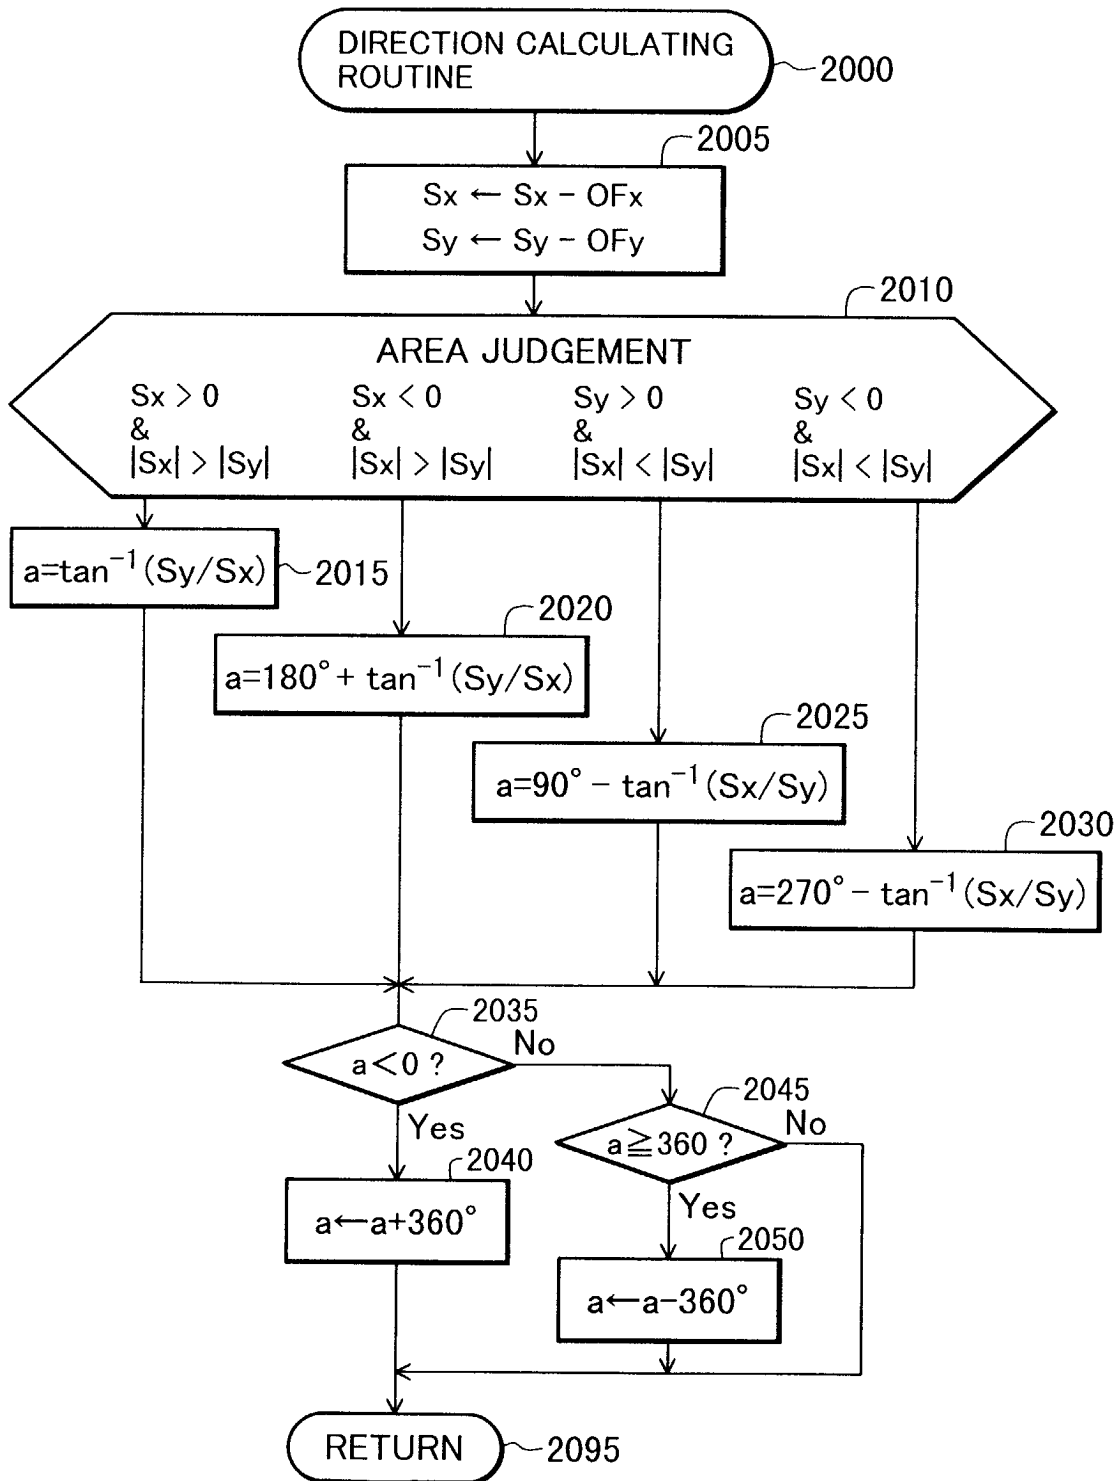 DIRECTION CALCULATING
ROUTINE
2000
2005
Sx ← Sx − OFx
Sy ← Sy − OFy
2010
AREA JUDGEMENT
Sx > 0
&
|Sx| > |Sy|
Sx < 0
&
|Sx| > |Sy|
Sy > 0
&
|Sx| < |Sy|
Sy < 0
&
|Sx| < |Sy|
a=tan⁻¹(Sy/Sx)
2015
2020
a=180°+ tan⁻¹(Sy/Sx)
2025
a=90°− tan⁻¹(Sx/Sy)
2030
a=270°− tan⁻¹(Sx/Sy)
2035
a<0 ?
No
Yes
2045
a≧360 ?
No
Yes
2040
a←a+360°
2050
a←a−360°
RETURN
2095